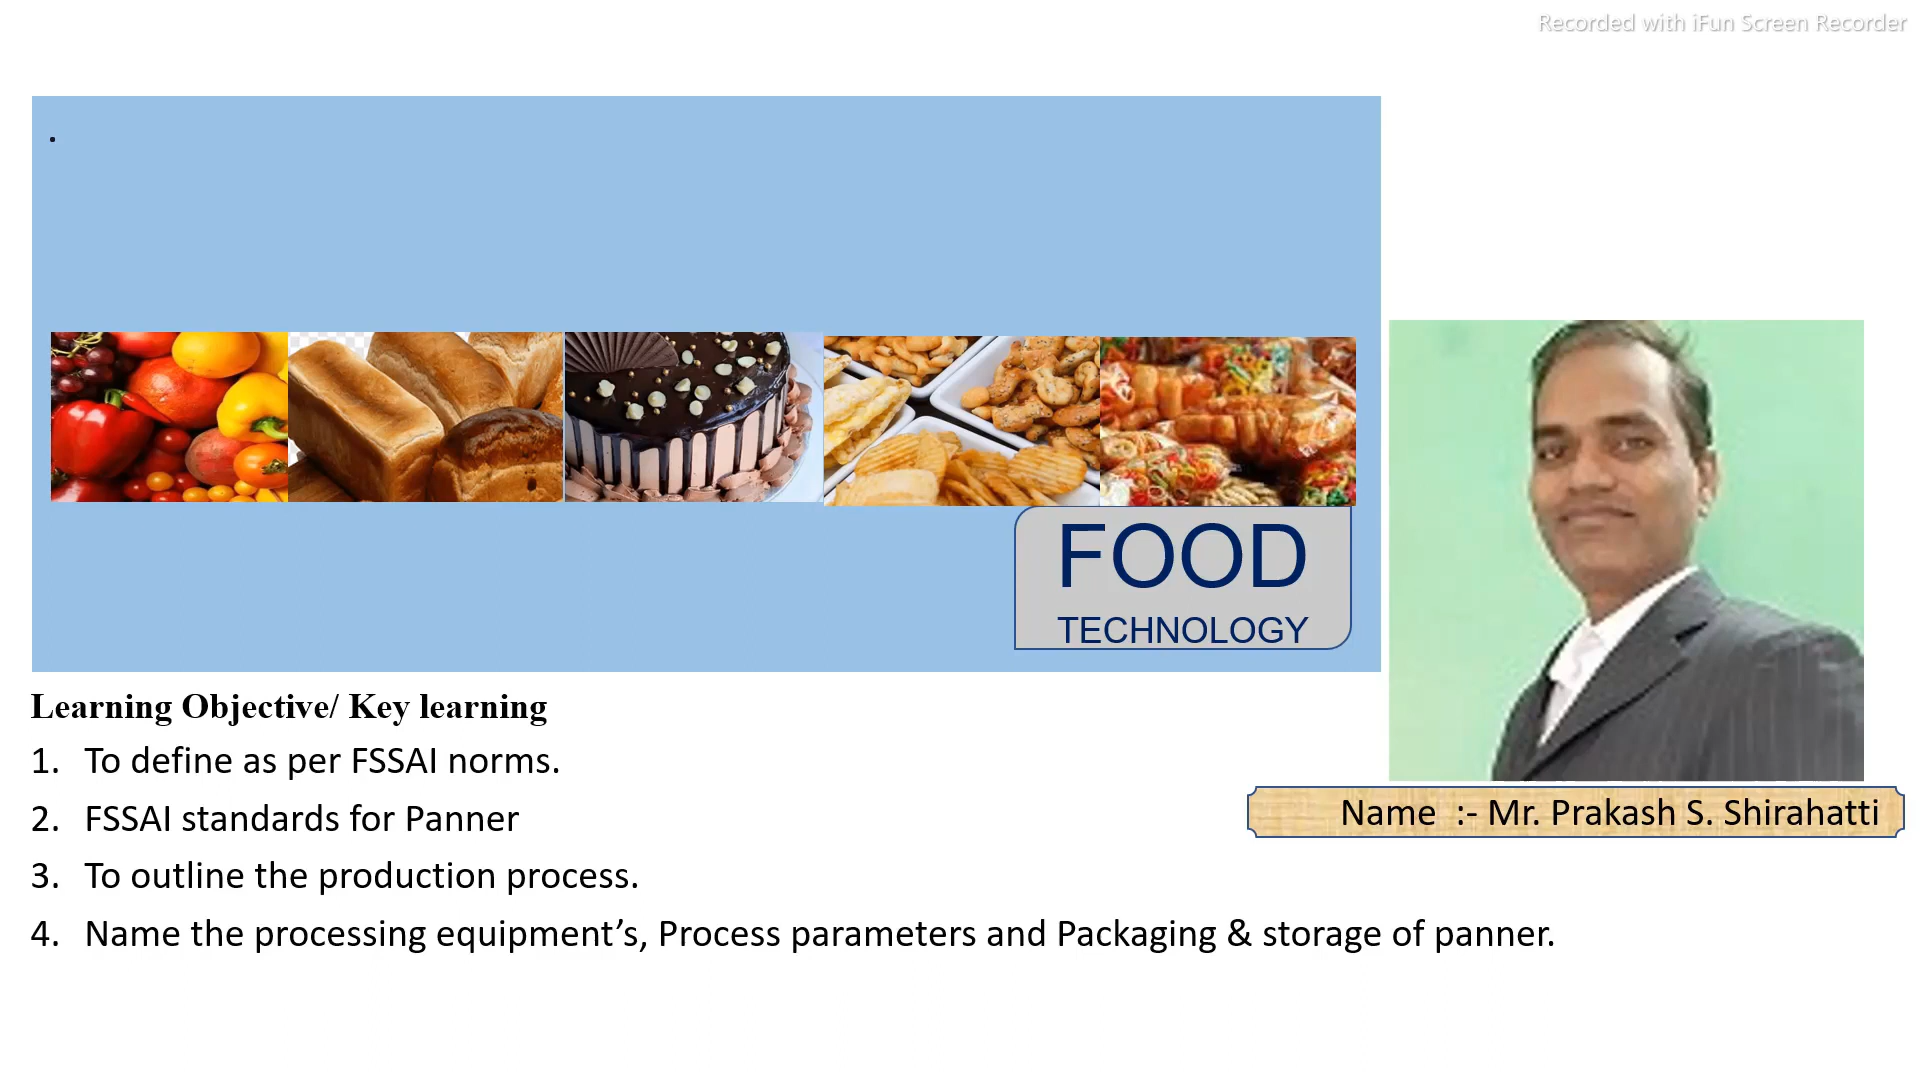 Recorded with iFun Screen Recorder
.
FOOD
TECHNOLOGY
Learning Objective/ Key learning
1. To define as per FSSAI norms.
2. FSSAI standards for Panner
3. To outline the production process.
4. Name the processing equipment’s, Process parameters and Packaging & storage of panner.
Name :- Mr. Prakash S. Shirahatti